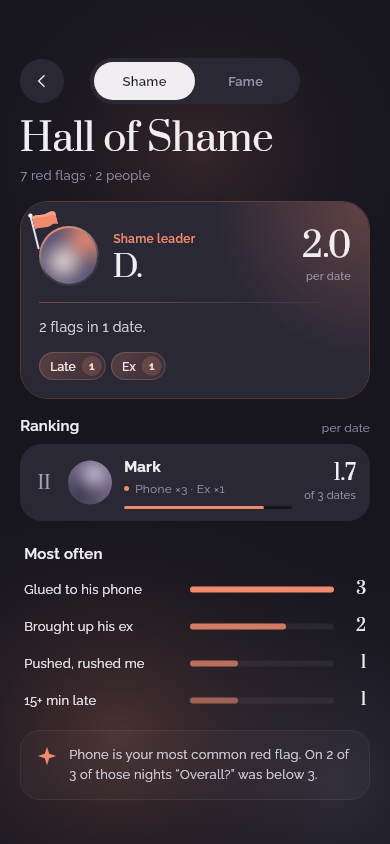 Shame
Fame
Hall of Shame
7 red flags · 2 people
Shame leader
D.
2.0
per date
2 flags in 1 date.
Late 1
Ex 1
Ranking
per date
II
Mark
Phone ×3 · Ex ×1
1.7
of 3 dates
Most often
Glued to his phone 3
Brought up his ex 2
Pushed, rushed me 1
15+ min late 1
Phone is your most common red flag. On 2 of
3 of those nights "Overall?" was below 3.